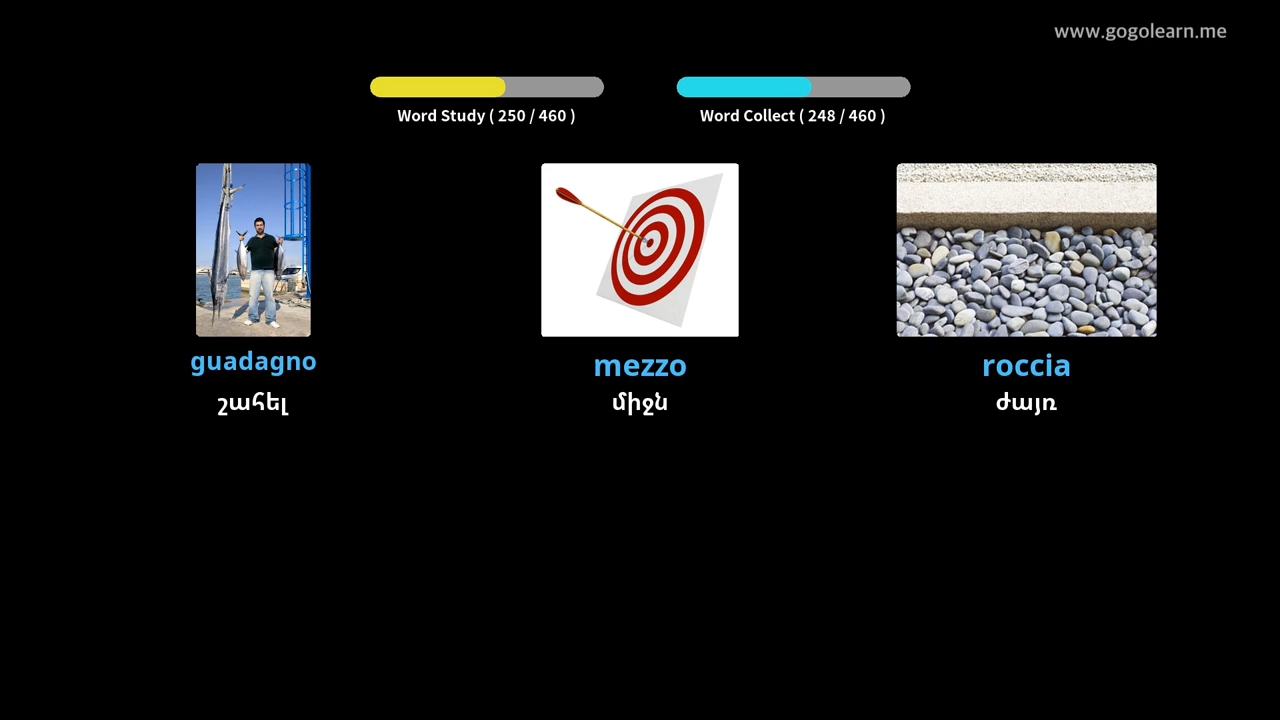 www.gogolearn.me
Word Study ( 250 / 460 )
Word Collect ( 248 / 460 )
guadagno
mezzo
roccia
շահել
միջն
ժայռ